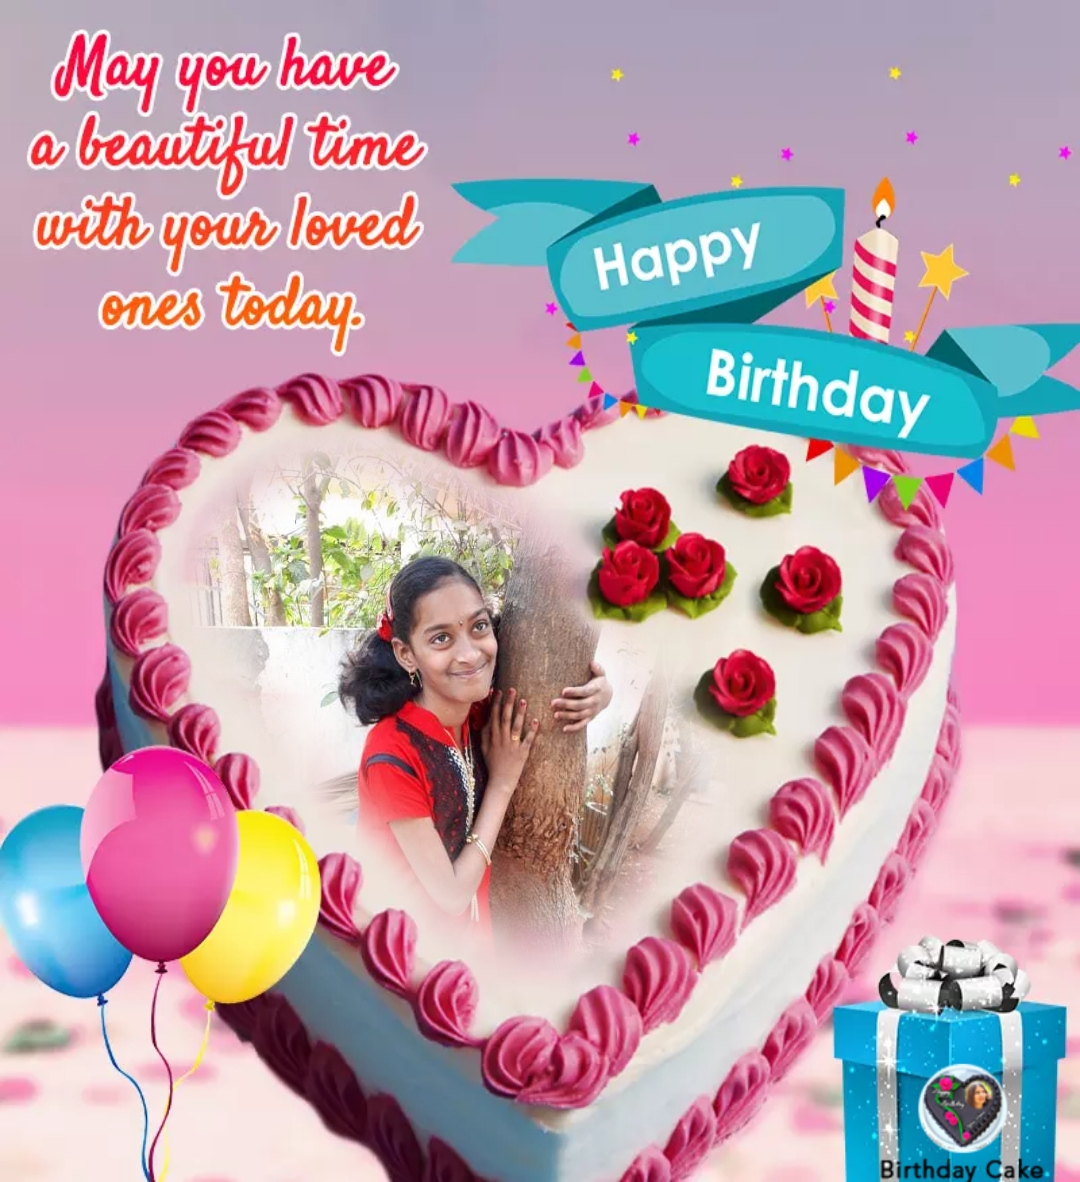 May you have
a beautiful time
with your loved
ones today.
Happy
Birthday
Birthday Cake